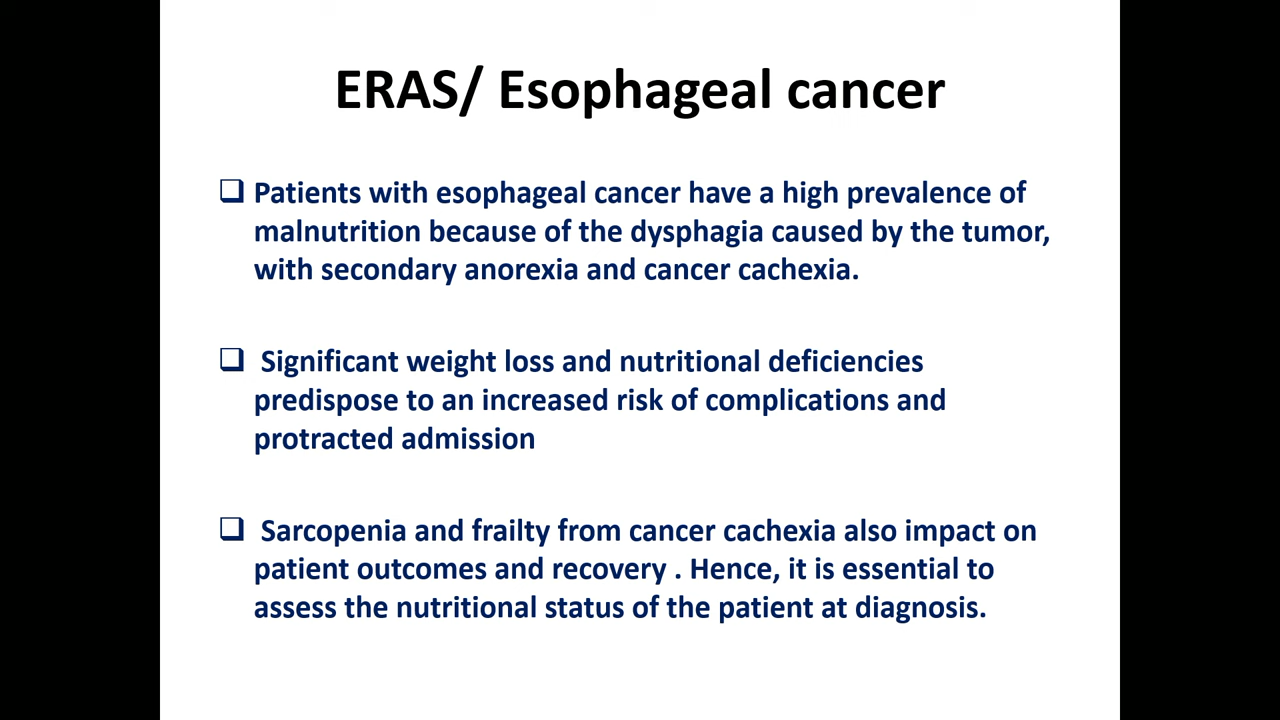 ERAS/ Esophageal cancer
❑ Patients with esophageal cancer have a high prevalence of
malnutrition because of the dysphagia caused by the tumor,
with secondary anorexia and cancer cachexia.
❑ Significant weight loss and nutritional deficiencies
predispose to an increased risk of complications and
protracted admission
❑ Sarcopenia and frailty from cancer cachexia also impact on
patient outcomes and recovery . Hence, it is essential to
assess the nutritional status of the patient at diagnosis.